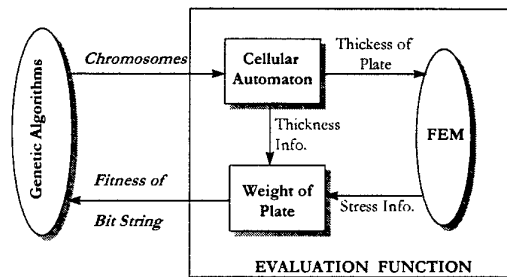 Chromosomes
Cellular
Automaton
Thickess of
Plate
Genetic Algorithms
Thickness
Info.
FEM
Fitness of
Bit String
Weight of
Plate
Stress Info.
EVALUATION FUNCTION